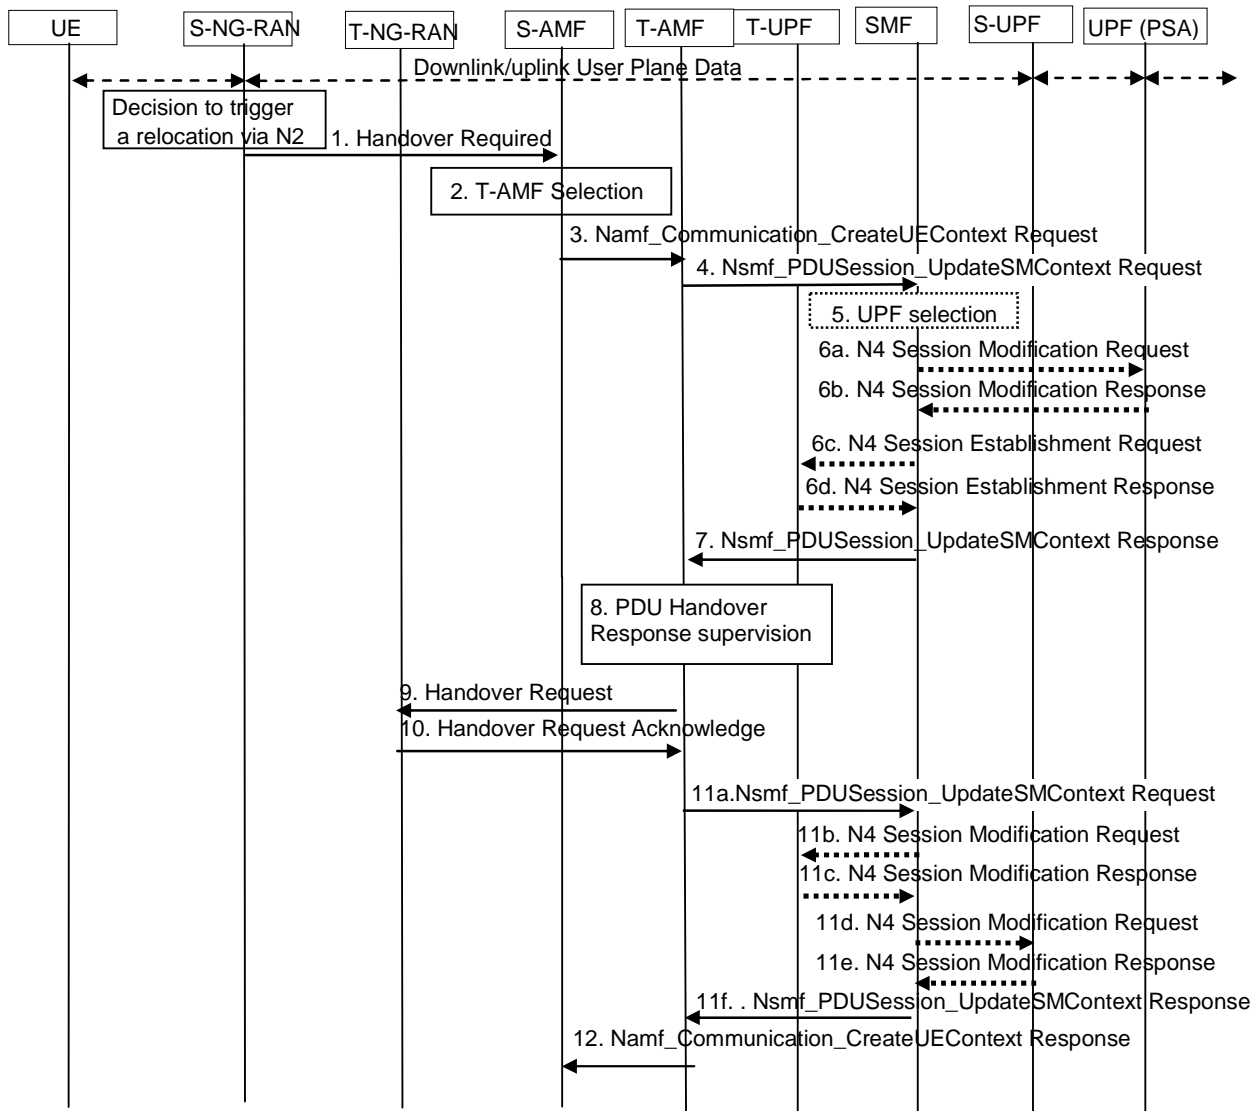 UE
S-NG-RAN
T-NG-RAN
S-AMF
T-AMF
T-UPF
SMF
S-UPF
UPF (PSA)
Downlink/uplink User Plane Data
Decision to trigger
a relocation via N2
1. Handover Required
2. T-AMF Selection
3. Namf_Communication_CreateUEContext Request
4. Nsmf_PDUSession_UpdateSMContext Request
5. UPF selection
6a. N4 Session Modification Request
6b. N4 Session Modification Response
6c. N4 Session Establishment Request
6d. N4 Session Establishment Response
7. Nsmf_PDUSession_UpdateSMContext Response
8. PDU Handover
Response supervision
9. Handover Request
10. Handover Request Acknowledge
11a.Nsmf_PDUSession_UpdateSMContext Request
11b. N4 Session Modification Request
11c. N4 Session Modification Response
11d. N4 Session Modification Request
11e. N4 Session Modification Response
11f. . Nsmf_PDUSession_UpdateSMContext Response
12. Namf_Communication_CreateUEContext Response